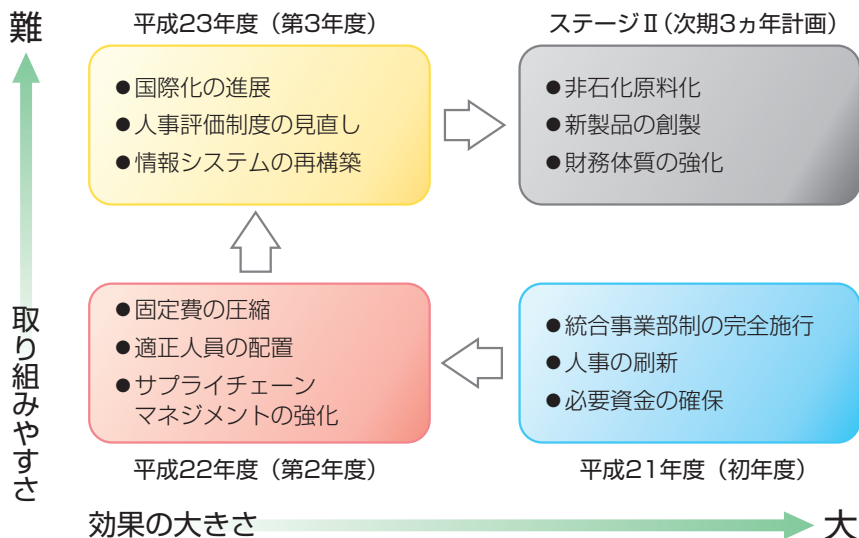 難
平成23年度（第3年度）
ステージⅡ（次期3ヵ年計画）
●国際化の進展
●人事評価制度の見直し
●情報システムの再構築
●非石化原料化
●新製品の創製
●財務体質の強化
取り組みやすさ
●固定費の圧縮
●適正人員の配置
●サプライチェーン
マネジメントの強化
●統合事業部制の完全施行
●人事の刷新
●必要資金の確保
平成22年度（第2年度）
平成21年度（初年度）
効果の大きさ
大